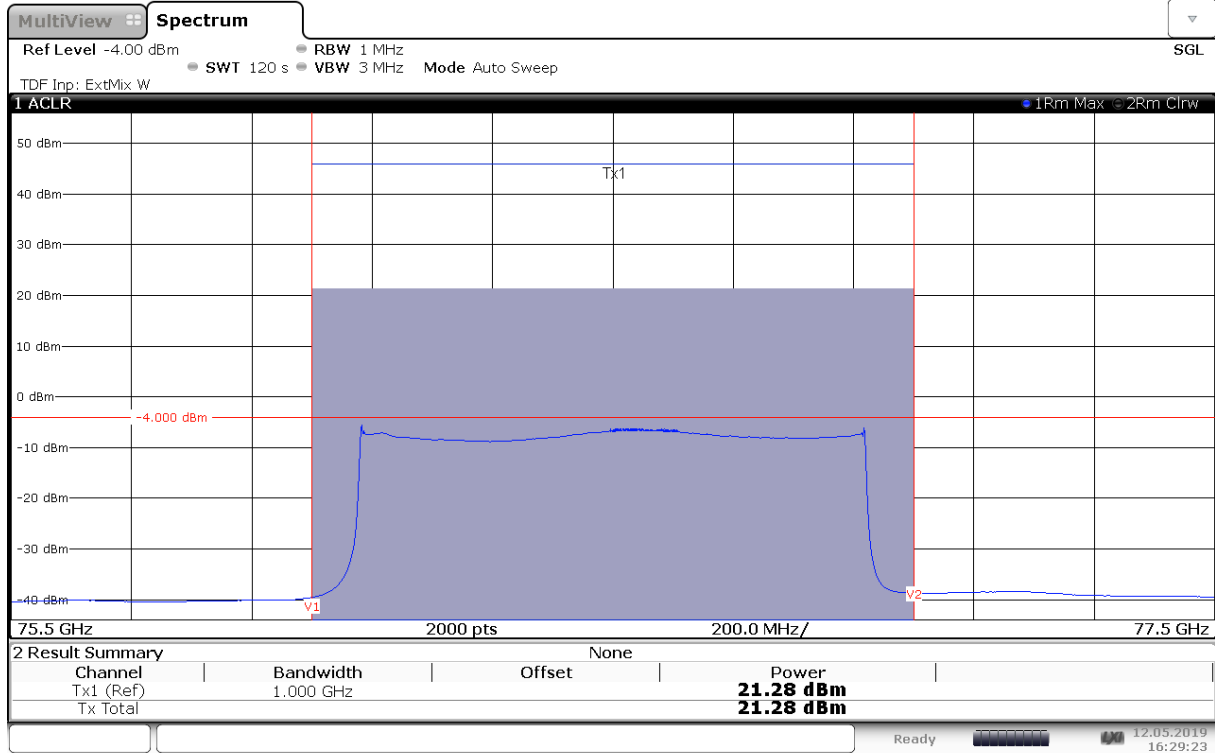 MultiView Spectrum
Ref Level -4.00 dBm RBW 1 MHz SGL
SWT 120 s VBW 3 MHz Mode Auto Sweep
TDF Inp: ExtMix W
1 ACLR 1Rm Max 2Rm Clrw
50 dBm
Tx1
40 dBm
30 dBm
20 dBm
10 dBm
0 dBm
-4.000 dBm
-10 dBm
-20 dBm
-30 dBm
-40 dBm
V1 V2
75.5 GHz 2000 pts 200.0 MHz/ 77.5 GHz
2 Result Summary None
Channel Bandwidth Offset Power
Tx1 (Ref) 1.000 GHz 21.28 dBm
Tx Total 21.28 dBm
Ready 12.05.2019
16:29:23